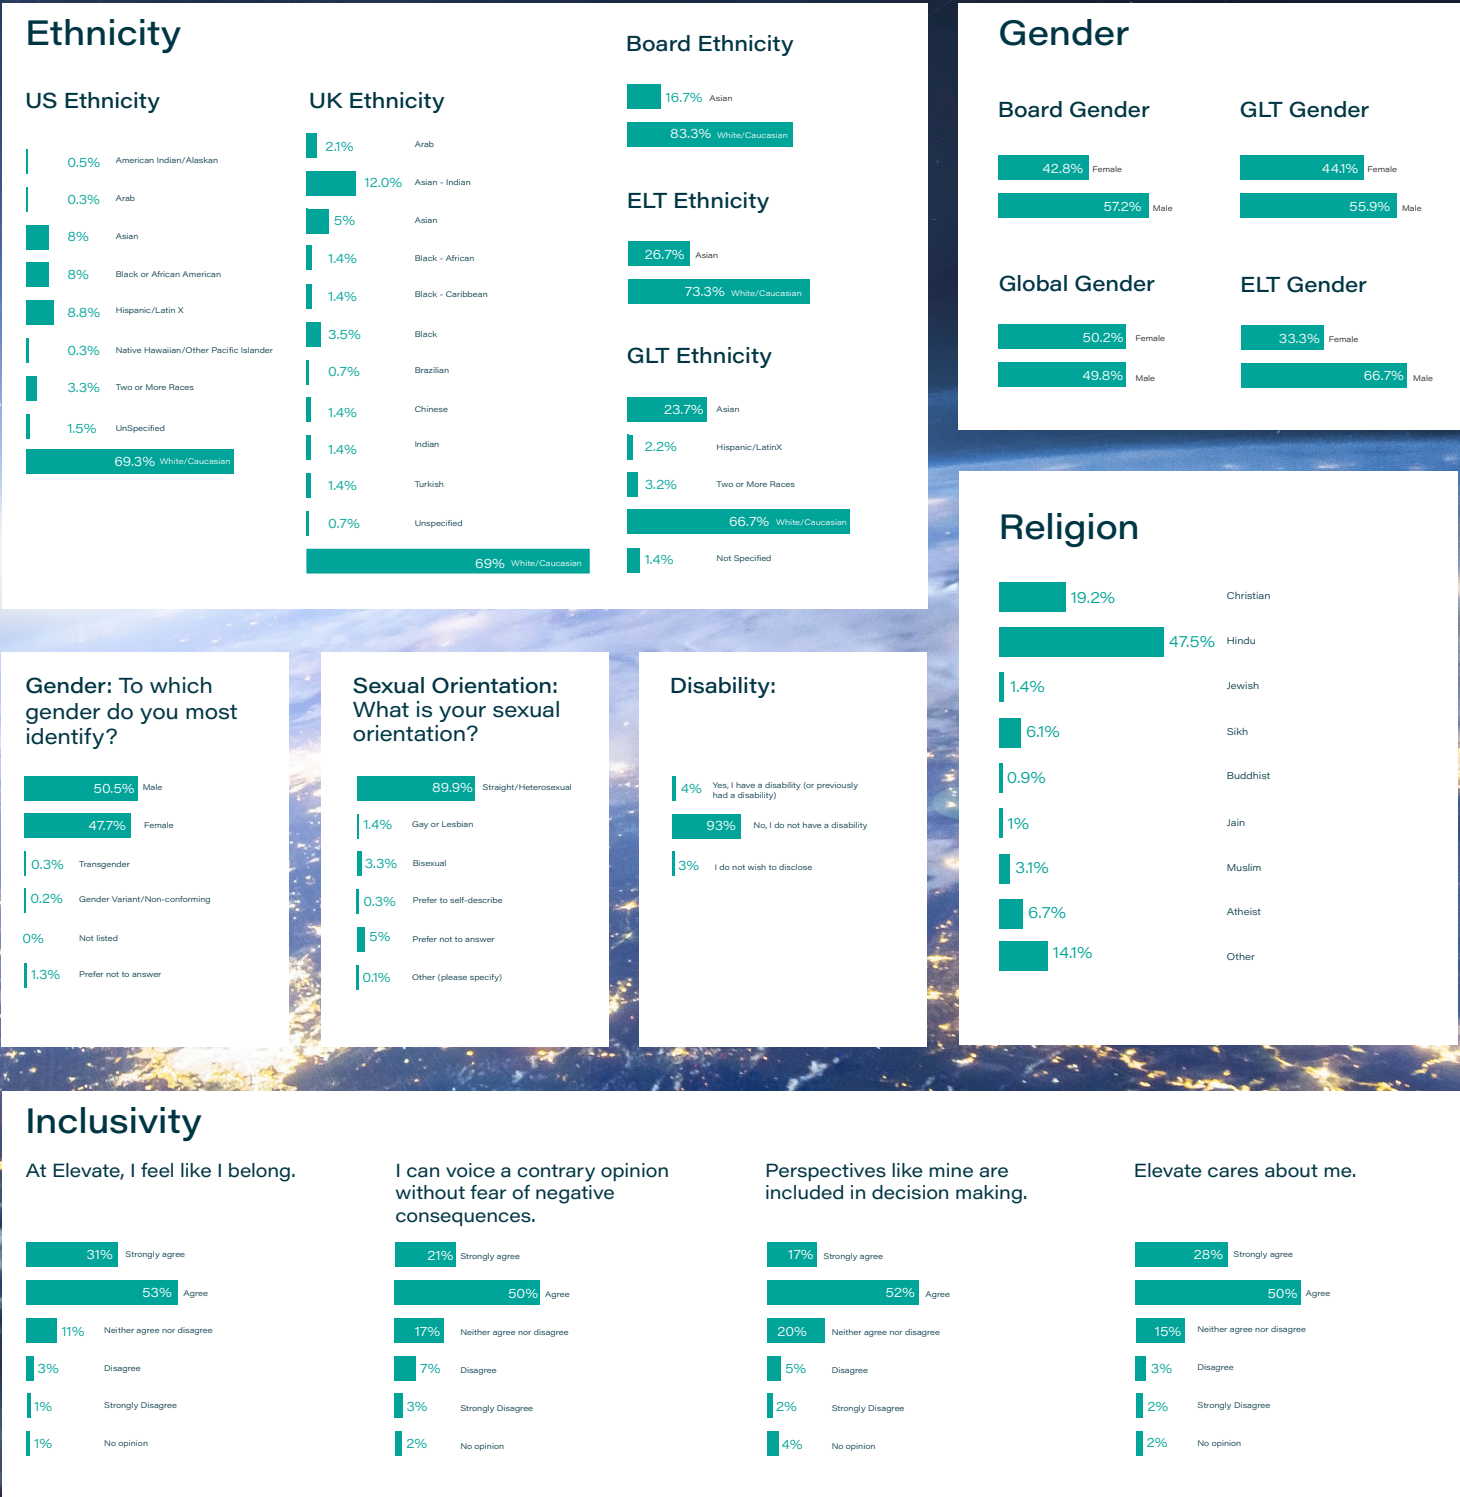 Ethnicity
US Ethnicity
0.5% American Indian/Alaskan
0.3% Arab
8% Asian
8% Black or African American
8.8% Hispanic/Latin X
0.3% Native Hawaiian/Other Pacific Islander
3.3% Two or More Races
1.5% UnSpecified
69.3% White/Caucasian
UK Ethnicity
2.1% Arab
12.0% Asian - Indian
5% Asian
1.4% Black - African
1.4% Black - Caribbean
3.5% Black
0.7% Brazilian
1.4% Chinese
1.4% Indian
1.4% Turkish
0.7% Unspecified
69% White/Caucasian
Board Ethnicity
16.7% Asian
83.3% White/Caucasian
ELT Ethnicity
26.7% Asian
73.3% White/Caucasian
GLT Ethnicity
23.7% Asian
2.2% Hispanic/LatinX
3.2% Two or More Races
66.7% White/Caucasian
1.4% Not Specified
Gender
Board Gender
42.8% Female
57.2% Male
GLT Gender
44.1% Female
55.9% Male
Global Gender
50.2% Female
49.8% Male
ELT Gender
33.3% Female
66.7% Male
Religion
19.2% Christian
47.5% Hindu
1.4% Jewish
6.1% Sikh
0.9% Buddhist
1% Jain
3.1% Muslim
6.7% Atheist
14.1% Other
Gender: To which
gender do you most
identify?
50.5% Male
47.7% Female
0.3% Transgender
0.2% Gender Variant/Non-conforming
0% Not listed
1.3% Prefer not to answer
Sexual Orientation:
What is your sexual
orientation?
89.9% Straight/Heterosexual
1.4% Gay or Lesbian
3.3% Bisexual
0.3% Prefer to self-describe
5% Prefer not to answer
0.1% Other (please specify)
Disability:
4% Yes, I have a disability (or previously
had a disability)
93% No, I do not have a disability
3% I do not wish to disclose
Inclusivity
At Elevate, I feel like I belong.
31% Strongly agree
53% Agree
11% Neither agree nor disagree
3% Disagree
1% Strongly Disagree
1% No opinion
I can voice a contrary opinion
without fear of negative
consequences.
21% Strongly agree
50% Agree
17% Neither agree nor disagree
7% Disagree
3% Strongly Disagree
2% No opinion
Perspectives like mine are
included in decision making.
17% Strongly agree
52% Agree
20% Neither agree nor disagree
5% Disagree
2% Strongly Disagree
4% No opinion
Elevate cares about me.
28% Strongly agree
50% Agree
15% Neither agree nor disagree
3% Disagree
2% Strongly Disagree
2% No opinion